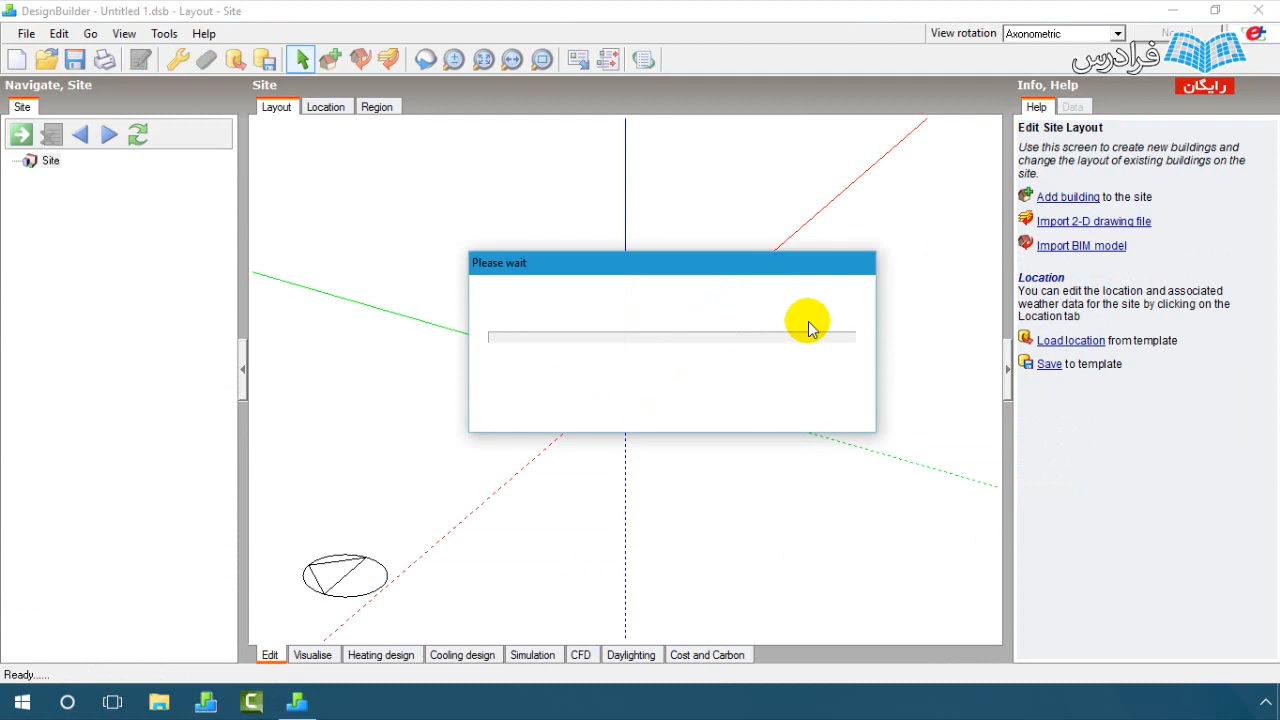 DesignBuilder - Untitled 1.dsb - Layout - Site
File Edit Go View Tools Help
View rotation Axonometric Normal
فرادرس
رایگان
Navigate, Site
Site
Info, Help
Site
Layout Location Region
Help Data
Site
Edit Site Layout
Use this screen to create new buildings and
change the layout of existing buildings on the
site.
Add building to the site
Import 2-D drawing file
Import BIM model
Location
You can edit the location and associated
weather data for the site by clicking on the
Location tab
Load location from template
Save to template
Please wait
Edit Visualise Heating design Cooling design Simulation CFD Daylighting Cost and Carbon
Ready......